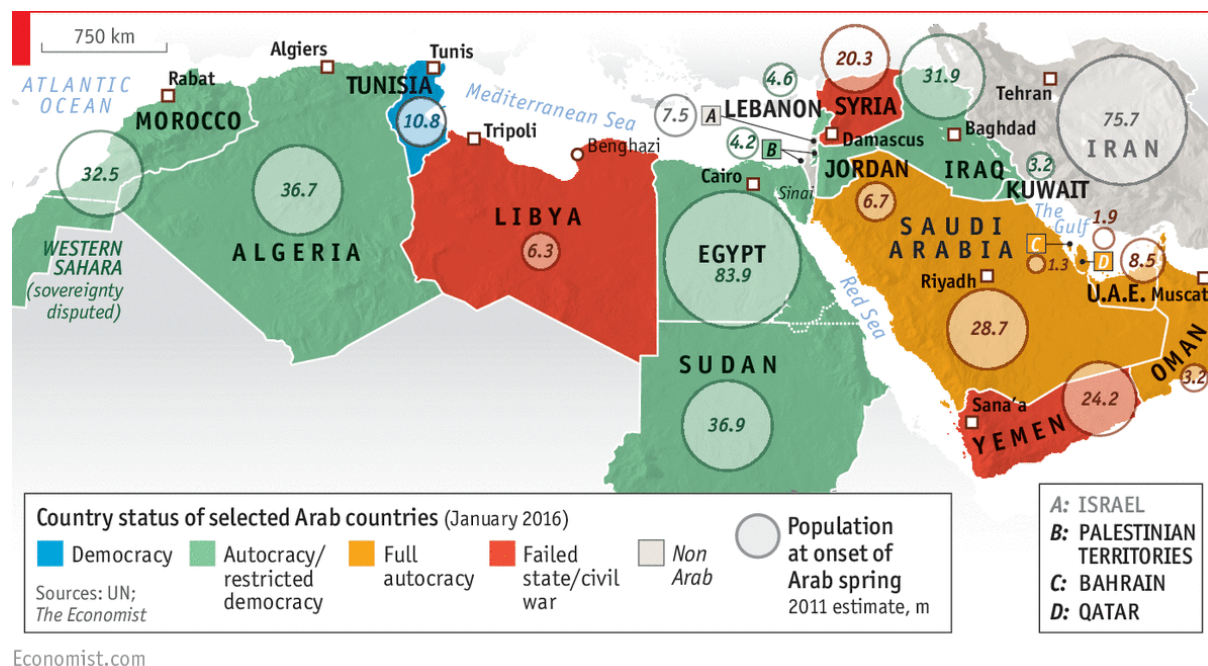 750 km
ATLANTIC
OCEAN
Rabat
MOROCCO
32.5
WESTERN
SAHARA
(sovereignty
disputed)
Algiers
36.7
ALGERIA
Tunis
TUNISIA
10.8
Mediterranean Sea
Tripoli
Benghazi
LIBYA
6.3
7.5
A
4.6
LEBANON
4.2
B
20.3
SYRIA
Damascus
Cairo
Sinai
EGYPT
83.9
SUDAN
36.9
Red Sea
JORDAN
6.7
31.9
Baghdad
IRAQ
3.2
KUWAIT
Tehran
75.7
IRAN
The
Gulf
SAUDI
ARABIA
Riyadh
28.7
C
1.3
1.9
D
8.5
U.A.E.
Muscat
OMAN
3.2
Sana'a
24.2
YEMEN
Country status of selected Arab countries (January 2016)
Democracy
Autocracy/
restricted
democracy
Full
autocracy
Failed
state/civil
war
Non
Arab
Population
at onset of
Arab spring
2011 estimate, m
Sources: UN;
The Economist
A: ISRAEL
B: PALESTINIAN
TERRITORIES
C: BAHRAIN
D: QATAR
Economist.com